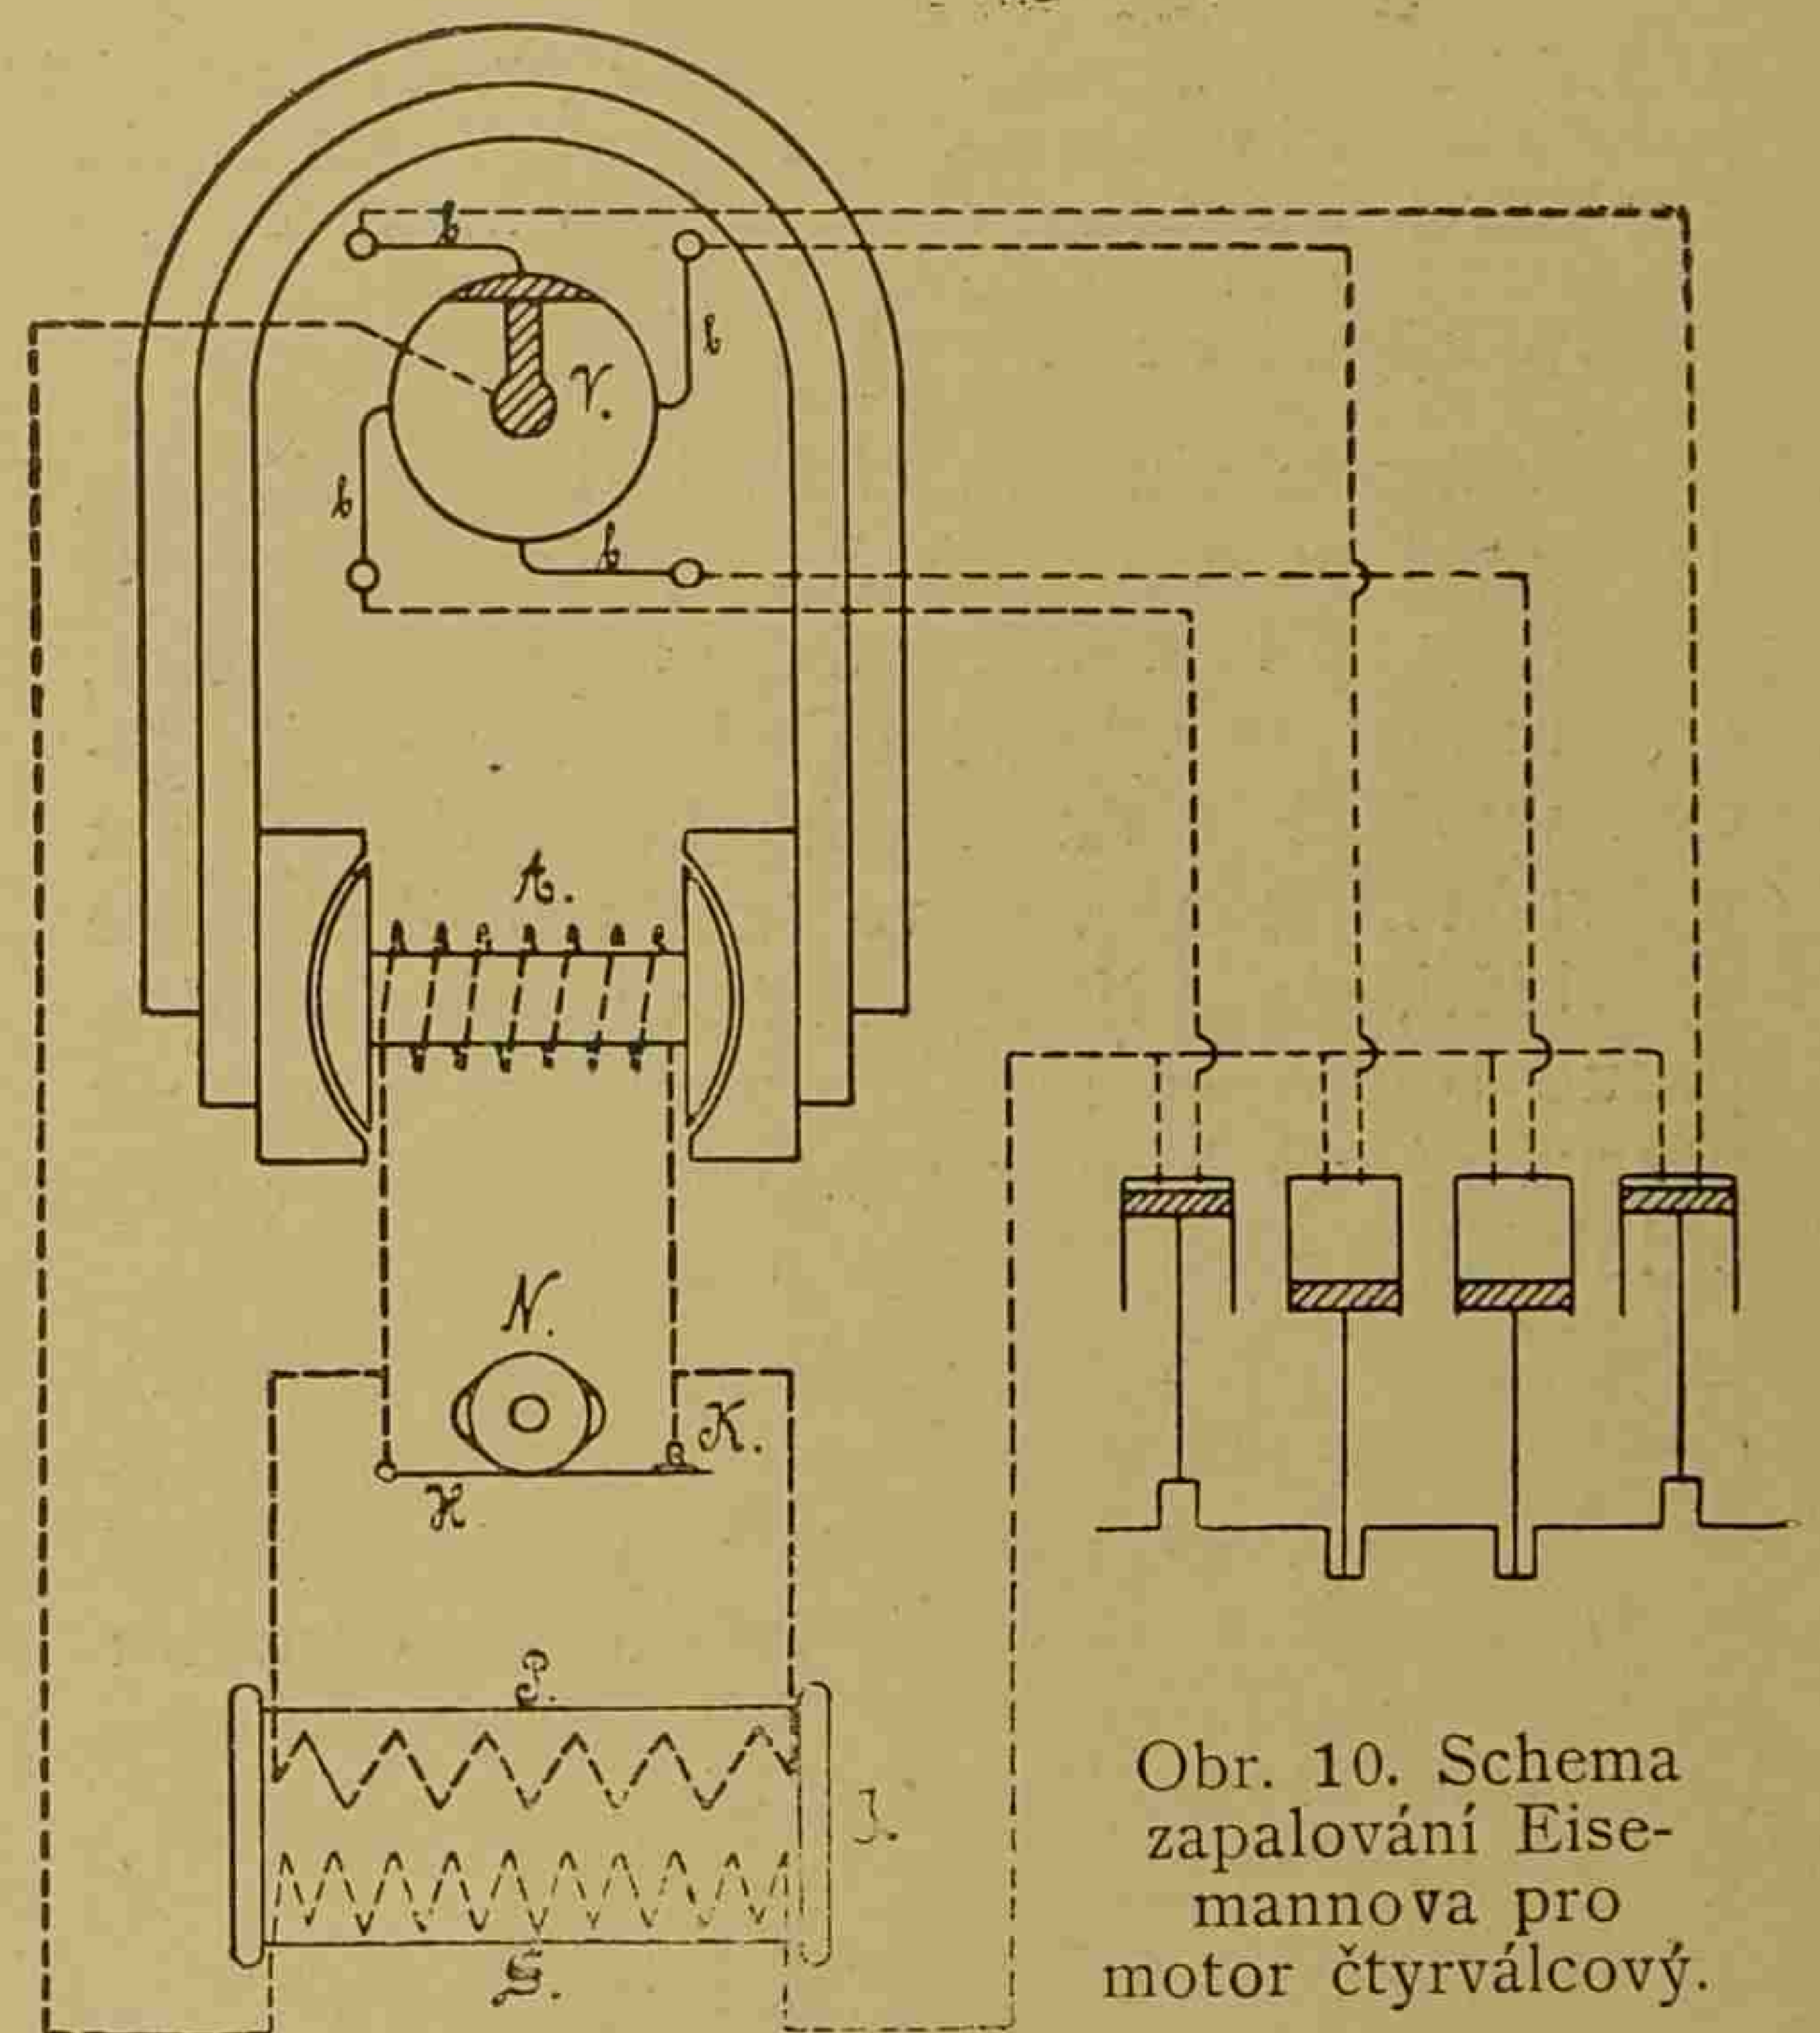 b
b
V.
b
b
A.
N.
K.
H
P.
J.
S.
Obr. 10. Schema
zapalování Eise-
mannova pro
motor čtyrválcový.